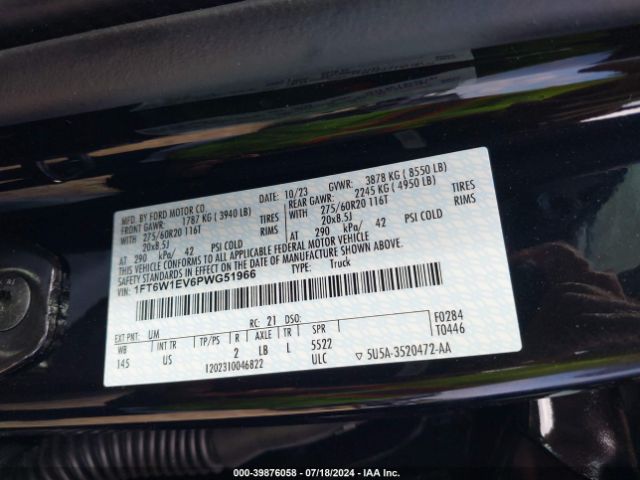 MFD. BY FORD MOTOR CO.
DATE: 10/23 GVWR: 3878 KG ( 8550 LB)
FRONT GAWR: 1787 KG ( 3940 LB)
REAR GAWR: 2245 KG ( 4950 LB)
WITH 275/60R20 116T TIRES
WITH 275/60R20 116T TIRES
20x8.5J RIMS
20x8.5J RIMS
AT 290 kPa/ 42 PSI COLD
AT 290 kPa/ 42 PSI COLD
THIS VEHICLE CONFORMS TO ALL APPLICABLE FEDERAL MOTOR VEHICLE
SAFETY STANDARDS IN EFFECT ON THE DATE OF MANUFACTURE SHOWN ABOVE.
VIN: 1FT6W1EV6PWG51966
TYPE: Truck
EXT PNT: UM RC: 21 DSO: F0284
WB INT TR TP/PS R AXLE TR SPR T0446
145 US 2 LB L 5522
1202310046822 ULC ▽ 5U5A-3520472-AA
000-39876058 - 07/18/2024 - IAA Inc.